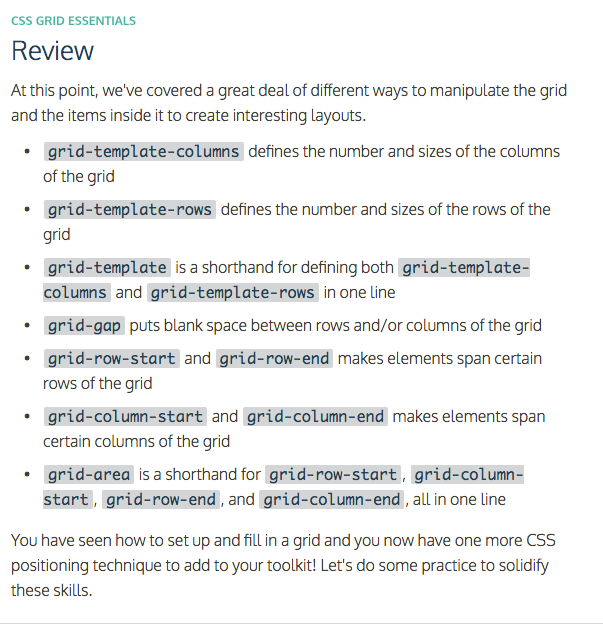 CSS GRID ESSENTIALS
Review
At this point, we've covered a great deal of different ways to manipulate the grid
and the items inside it to create interesting layouts.
• grid-template-columns defines the number and sizes of the columns
of the grid
• grid-template-rows defines the number and sizes of the rows of the
grid
• grid-template is a shorthand for defining both grid-template-
columns and grid-template-rows in one line
• grid-gap puts blank space between rows and/or columns of the grid
• grid-row-start and grid-row-end makes elements span certain
rows of the grid
• grid-column-start and grid-column-end makes elements span
certain columns of the grid
• grid-area is a shorthand for grid-row-start, grid-column-
start, grid-row-end, and grid-column-end, all in one line
You have seen how to set up and fill in a grid and you now have one more CSS
positioning technique to add to your toolkit! Let's do some practice to solidify
these skills.